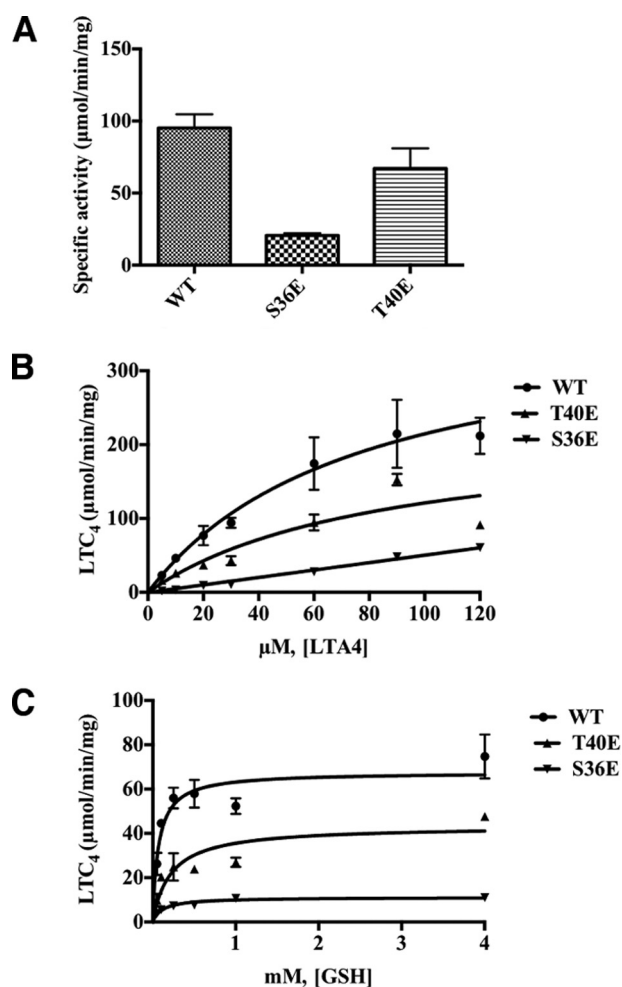 A
Specific activity (μmol/min/mg)
150
100
50
0
WT
S36E
T40E
B
LTC4 (μmol/min/mg)
300
200
100
0
0 20 40 60 80 100 120
μM, [LTA4]
WT
T40E
S36E
C
LTC4 (μmol/min/mg)
100
80
60
40
20
0
1 2 3 4
mM, [GSH]
WT
T40E
S36E